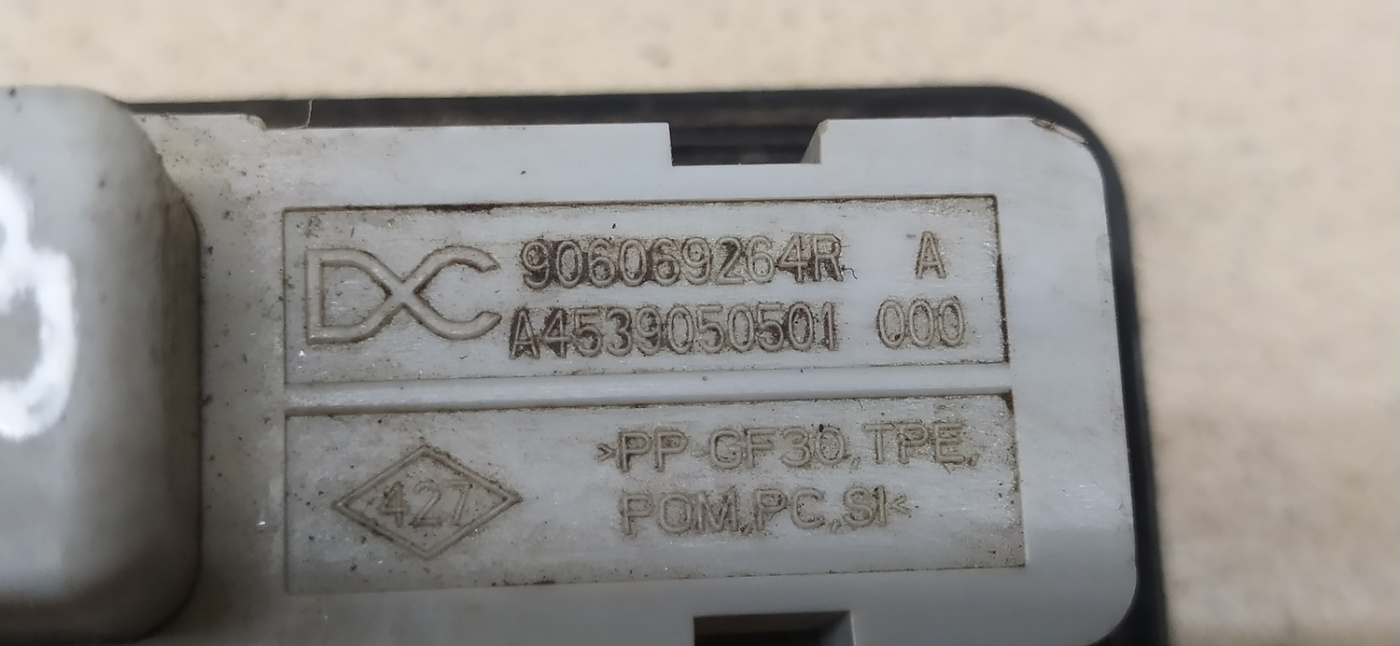 DC 906069264R A
A4539050501 000
427
>PP-GF30,TPE,
POM,PC,SI<